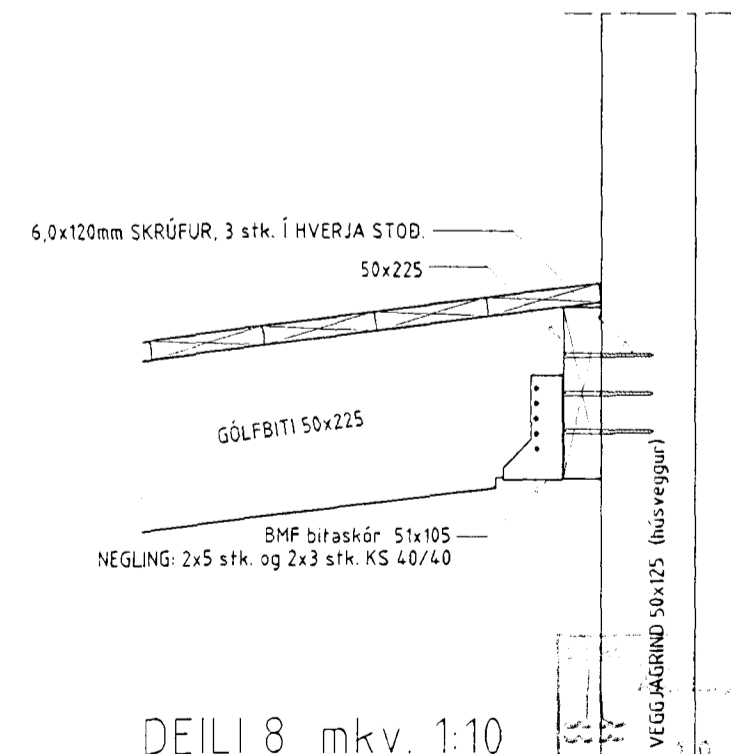 6,0x120mm SKRÚFUR, 3 stk. Í HVERJA STOÐ.
50x225
GÓLFBITI 50x225
BMF bitaskór 51x105
NEGLING: 2x5 stk. og 2x3 stk. KS 40/40
VEGGJAGRIND 50x125 (húsveggur)
DEILI 8 mkv. 1:10